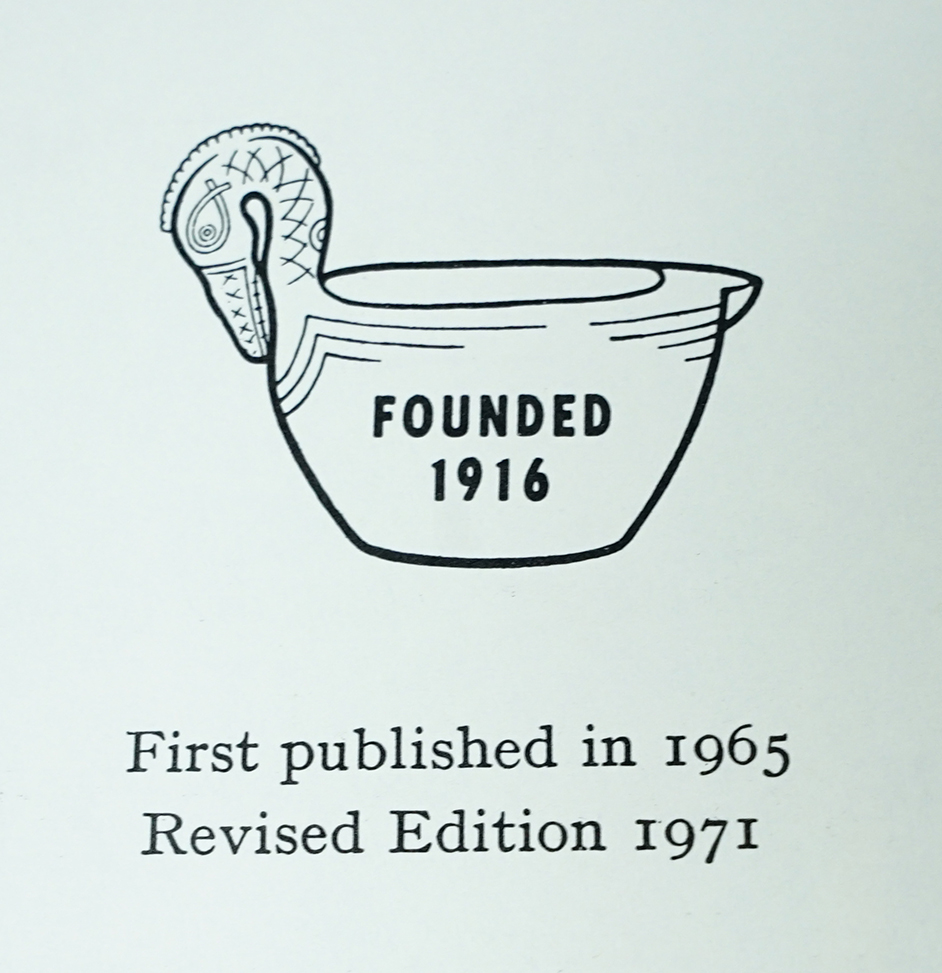 FOUNDED
1916
First published in 1965
Revised Edition 1971